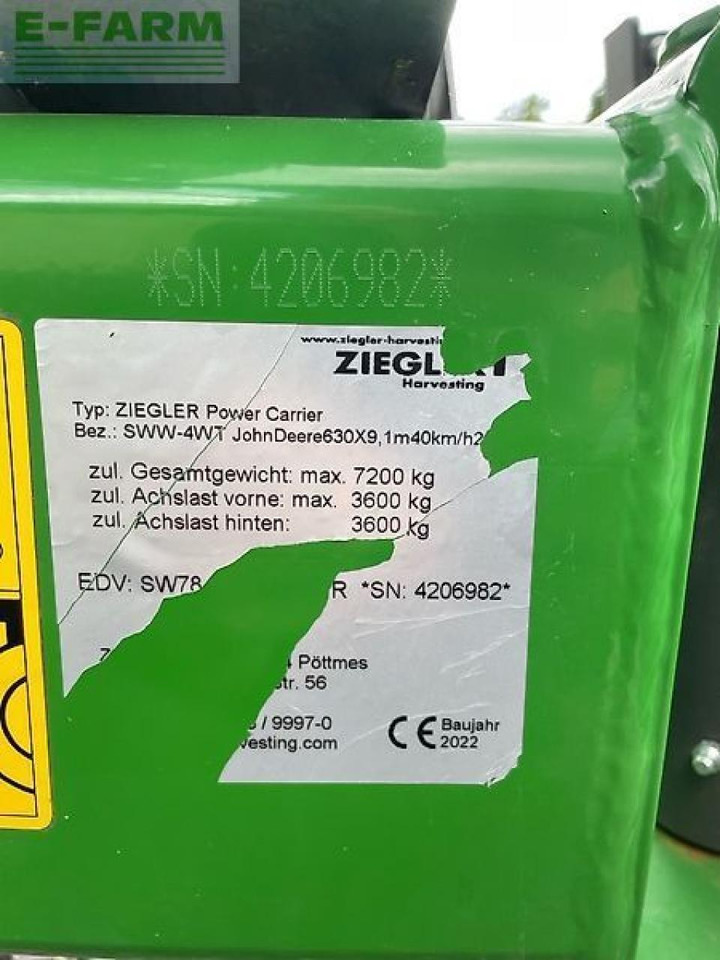 E-FARM
*SN:4206982*
www.ziegler-harvesti
ZIEGL
Harvesting
Typ: ZIEGLER Power Carrier
Bez.: SWW-4WT JohnDeere630X9,1m40km/h2
zul. Gesamtgewicht: max. 7200 kg
zul. Achslast vorne: max. 3600 kg
zul. Achslast hinten: 3600 kg
EDV: SW78 R *SN: 4206982*
Pöttmes
str. 56
/ 9997-0
vesting.com
CE Baujahr
2022